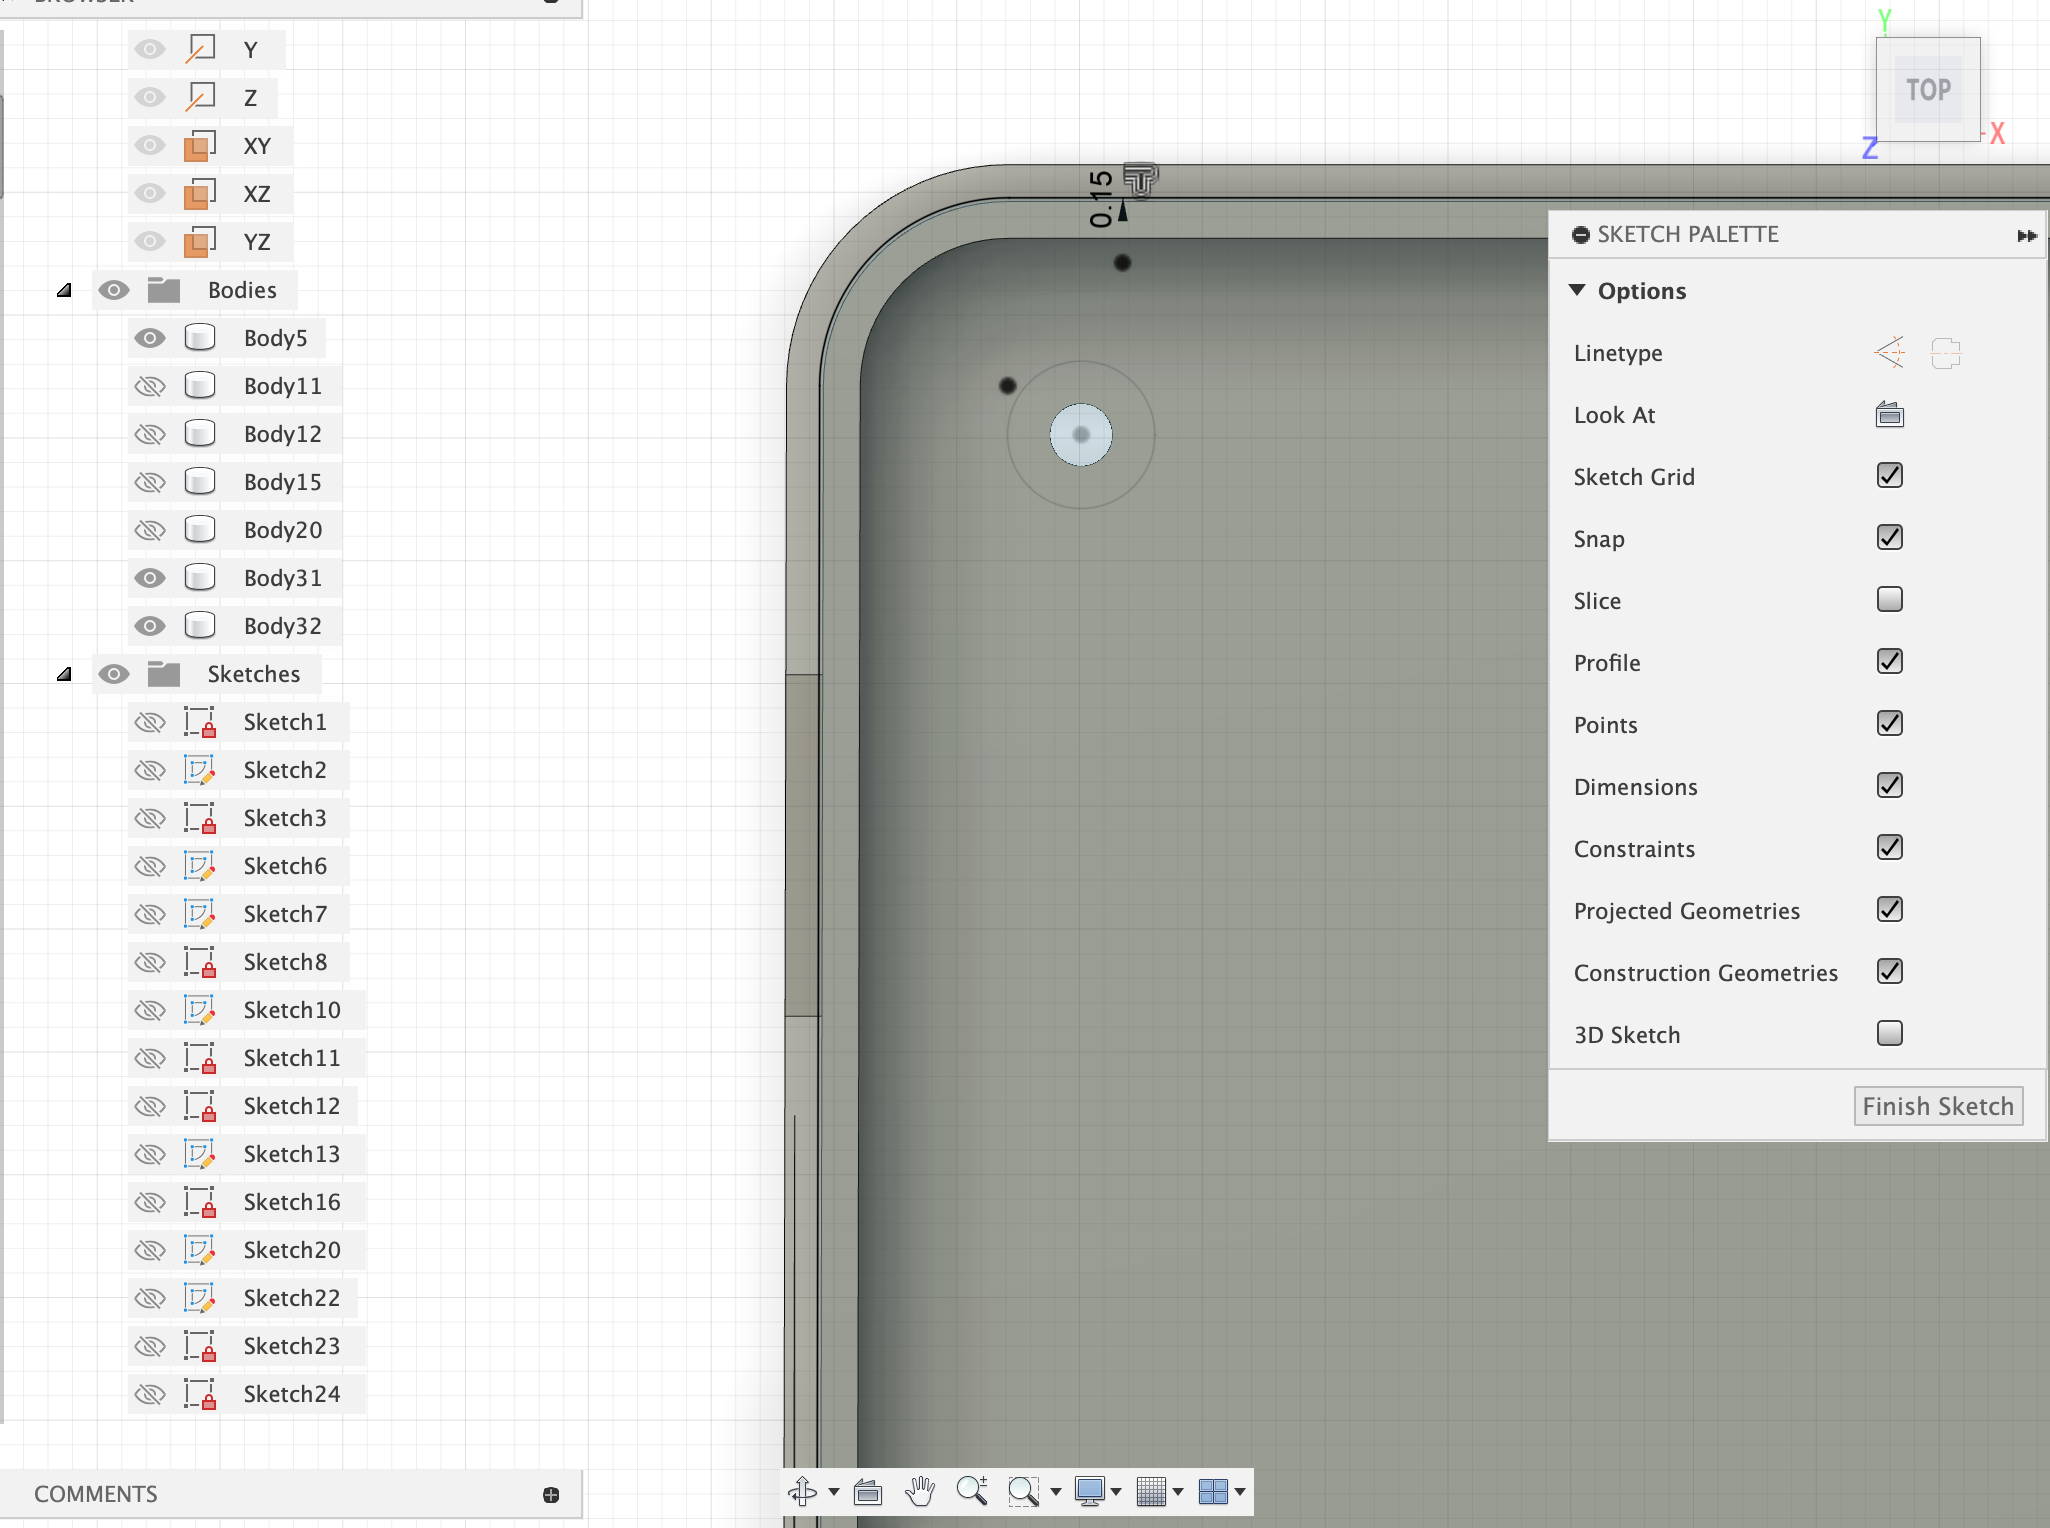 Y
Z
XY
XZ
YZ
Bodies
Body5
Body11
Body12
Body15
Body20
Body31
Body32
Sketches
Sketch1
Sketch2
Sketch3
Sketch6
Sketch7
Sketch8
Sketch10
Sketch11
Sketch12
Sketch13
Sketch16
Sketch20
Sketch22
Sketch23
Sketch24
COMMENTS
0.15
Y
TOP
X
Z
SKETCH PALETTE
Options
Linetype
Look At
Sketch Grid
Snap
Slice
Profile
Points
Dimensions
Constraints
Projected Geometries
Construction Geometries
3D Sketch
Finish Sketch